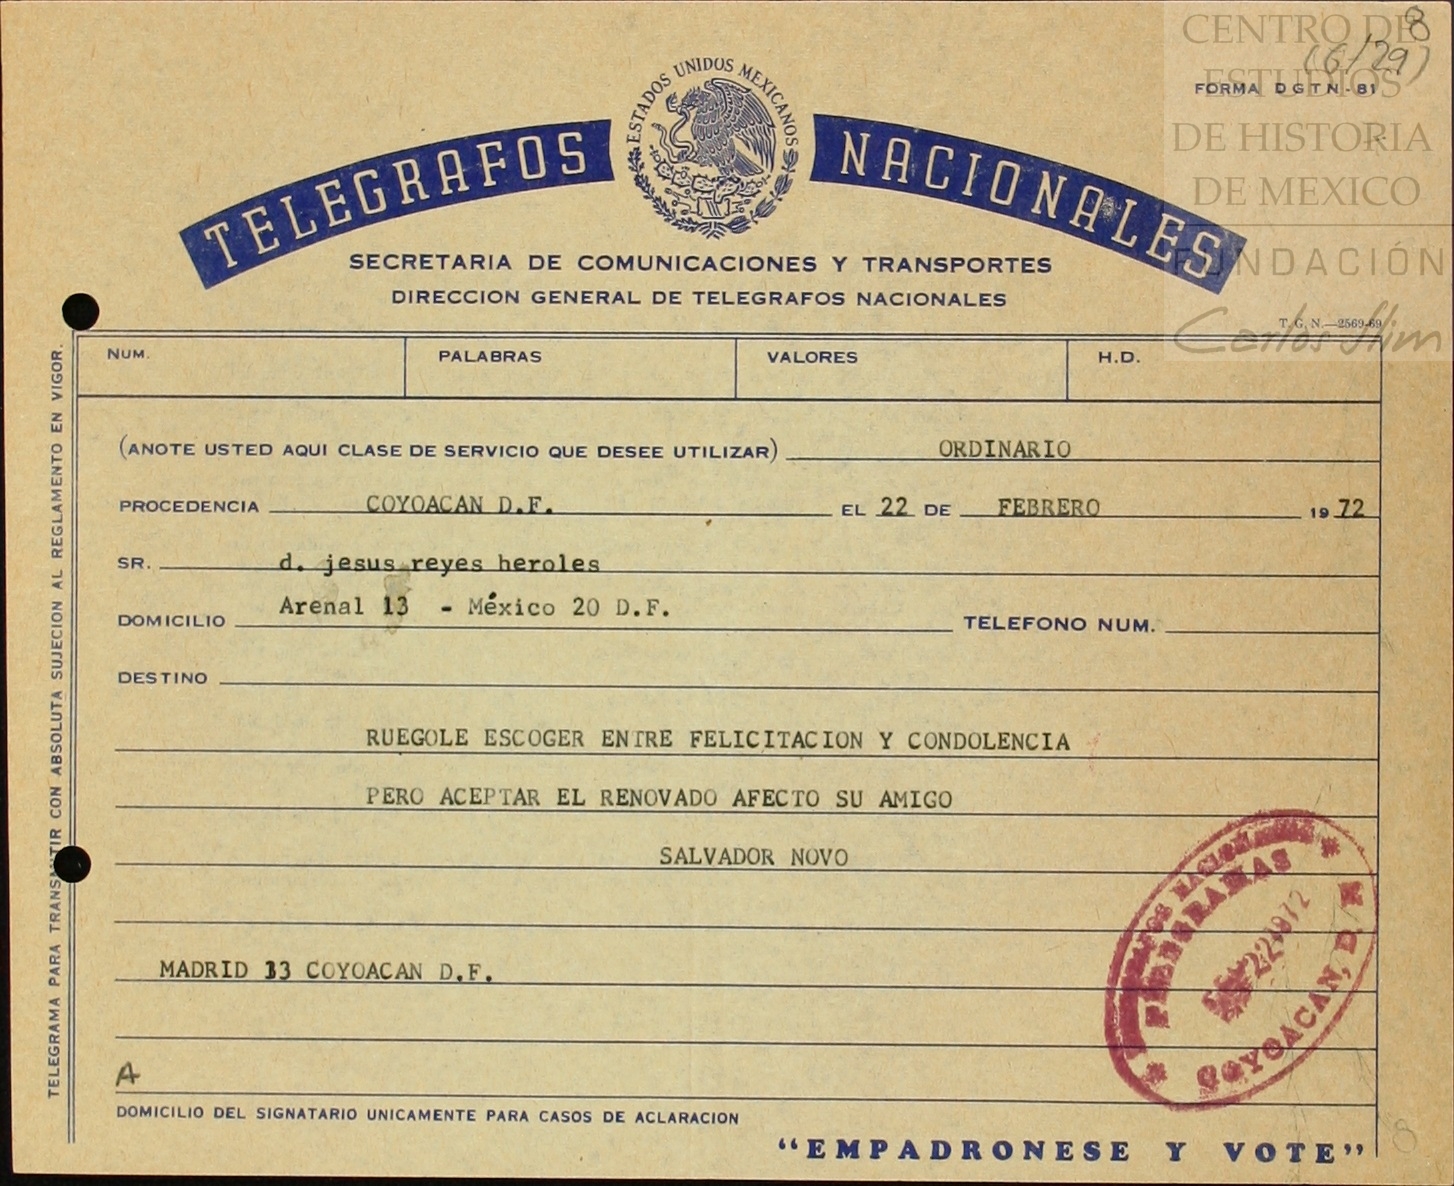 8
(6/29)
CENTRO DE
ESTUDIOS
DE HISTORIA
DE MEXICO
FUNDACIÓN
Carlos Slim
FORMA DGTN-81
ESTADOS UNIDOS MEXICANOS
TELEGRAFOS NACIONALES
SECRETARIA DE COMUNICACIONES Y TRANSPORTES
DIRECCION GENERAL DE TELEGRAFOS NACIONALES
T. G. N.—2569-69
NUM. PALABRAS VALORES H.D.
(ANOTE USTED AQUI CLASE DE SERVICIO QUE DESEE UTILIZAR) ORDINARIO
PROCEDENCIA COYOACAN D.F. EL 22 DE FEBRERO 1972
SR. d. jesus reyes heroles
DOMICILIO Arenal 13 - México 20 D.F. TELEFONO NUM.
DESTINO
RUEGOLE ESCOGER ENTRE FELICITACION Y CONDOLENCIA
PERO ACEPTAR EL RENOVADO AFECTO SU AMIGO
SALVADOR NOVO
MADRID 13 COYOACAN D.F.
A
DOMICILIO DEL SIGNATARIO UNICAMENTE PARA CASOS DE ACLARACION
"EMPADRONESE Y VOTE"
TELEGRAMA PARA TRANSMITIR CON ABSOLUTA SUJECION AL REGLAMENTO EN VIGOR.
COYOACAN, D. F.
8